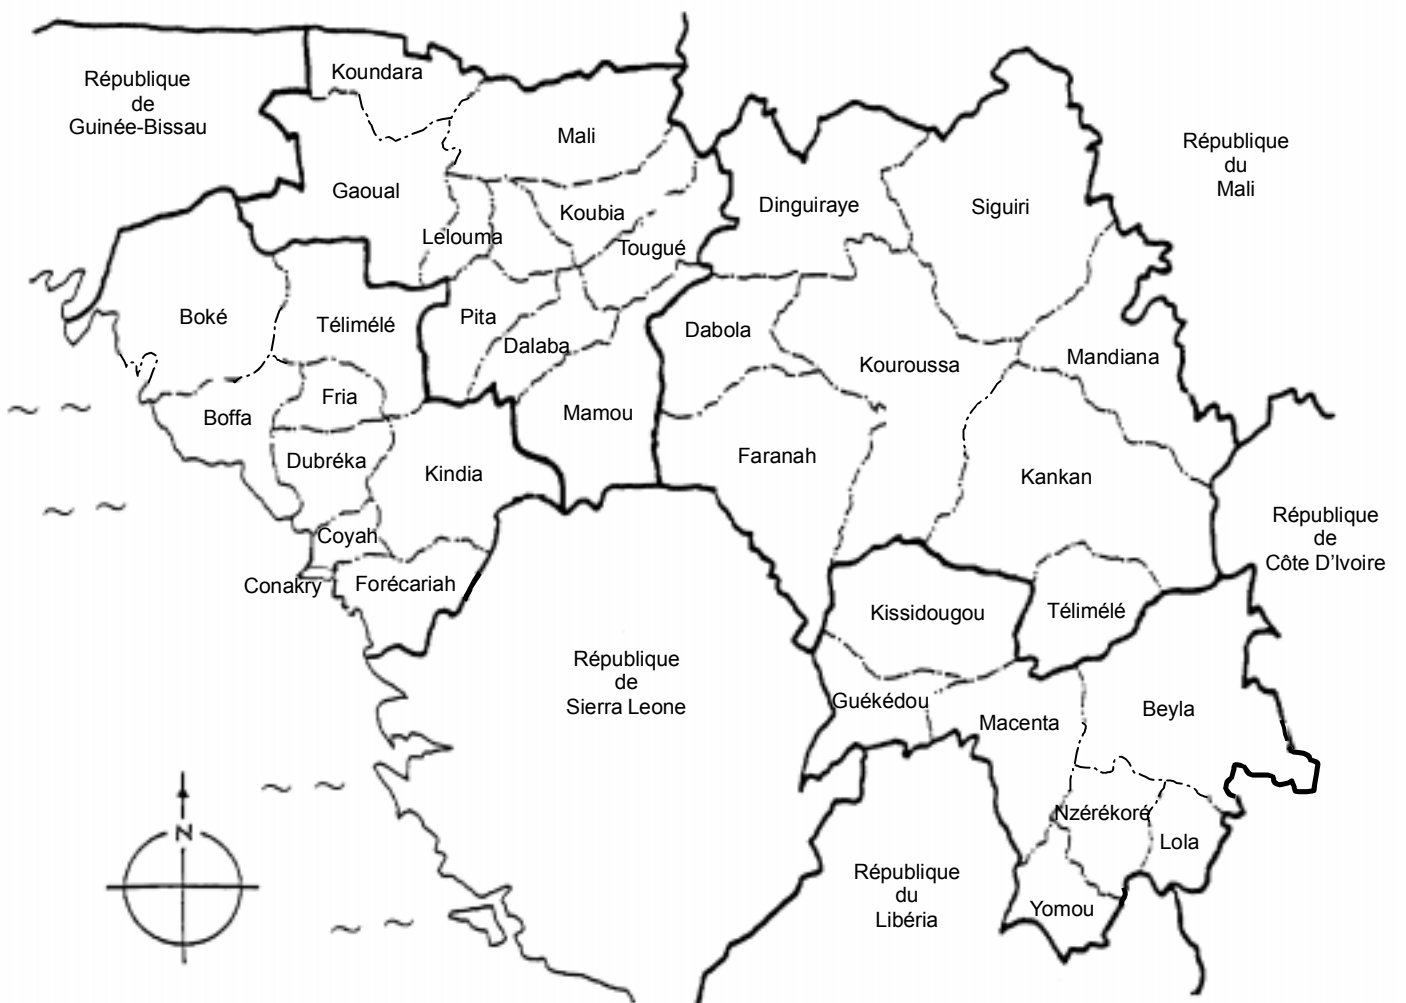 Koundara
République
de
Guinée-Bissau
Mali
République
du
Mali
Gaoual
Dinguiraye
Siguiri
Koubia
Lelouma
Tougué
Boké
Télimélé
Pita
Dabola
Dalaba
Mandiana
Kouroussa
Fria
Boffa
Mamou
Dubréka
Kindia
Faranah
Kankan
République
de
Côte D'Ivoire
Coyah
Conakry
Forécariah
Kissidougou
Télimélé
République
de
Sierra Leone
Guékédou
Macenta
Beyla
Nzérékoré
Lola
N
République
du
Libéria
Yomou